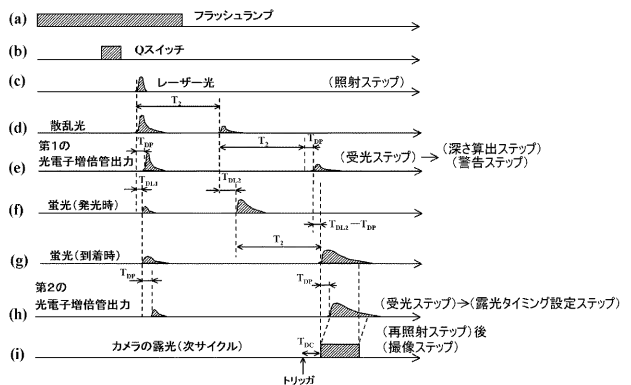 (a) フラッシュランプ
(b) Qスイッチ
(c) レーザー光 (照射ステップ)
T2
(d) 散乱光
T2 TDP
第1の
光電子増倍管出力
(e) TDP (受光ステップ) → (深さ算出ステップ)
(警告ステップ)
TDL1 TDL2
(f) 蛍光(発光時)
TDL2－TDP
T2
(g) 蛍光(到着時)
TDP TDP
第2の
光電子増倍管出力
(h) (受光ステップ)→(露光タイミング設定ステップ)
(再照射ステップ)後
(撮像ステップ)
(i) カメラの露光(次サイクル) TDC
トリッガ